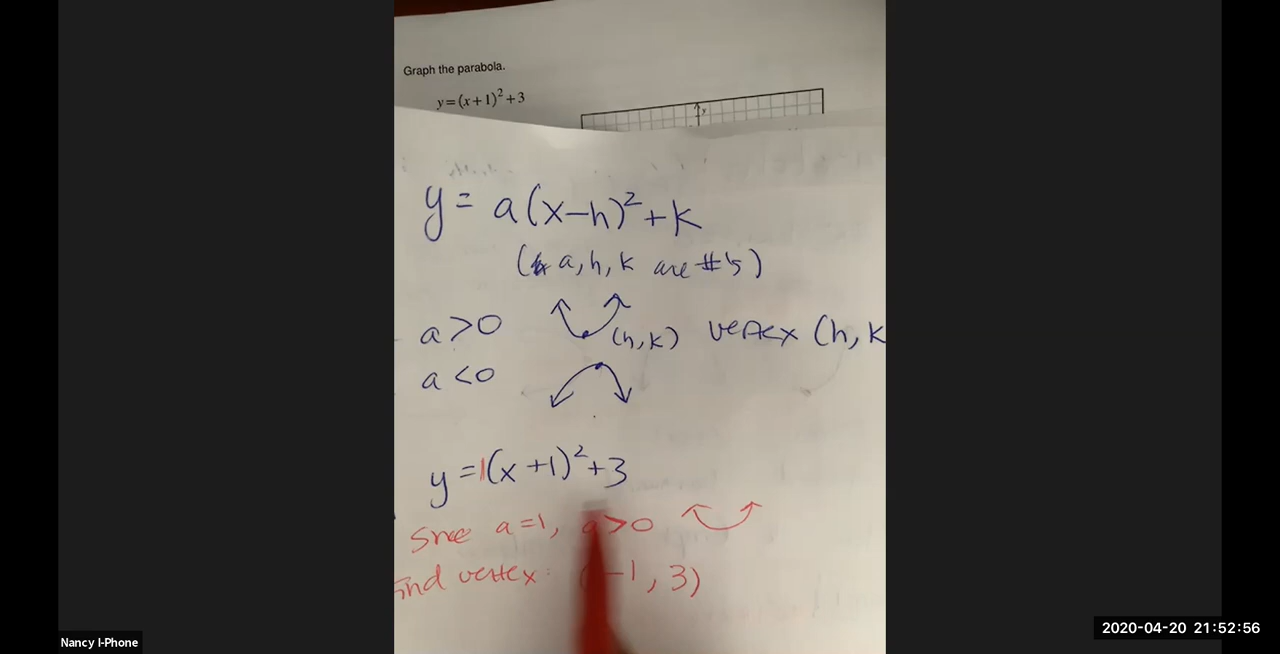 Graph the parabola.
y=(x+1)²+3
y
y = a(x-h)²+k
( a, h, k are #'s)
a>0 (h,k) vertex (h, k
a<0
y=1(x+1)²+3
Since a=1, a>0
Find vertex: (-1, 3)
Nancy I-Phone
2020-04-20 21:52:56